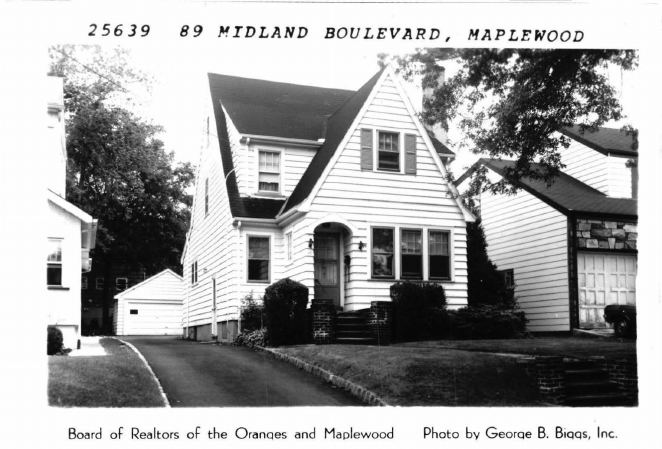 25639 89 MIDLAND BOULEVARD, MAPLEWOOD
Board of Realtors of the Oranges and Maplewood Photo by George B. Biggs, Inc.